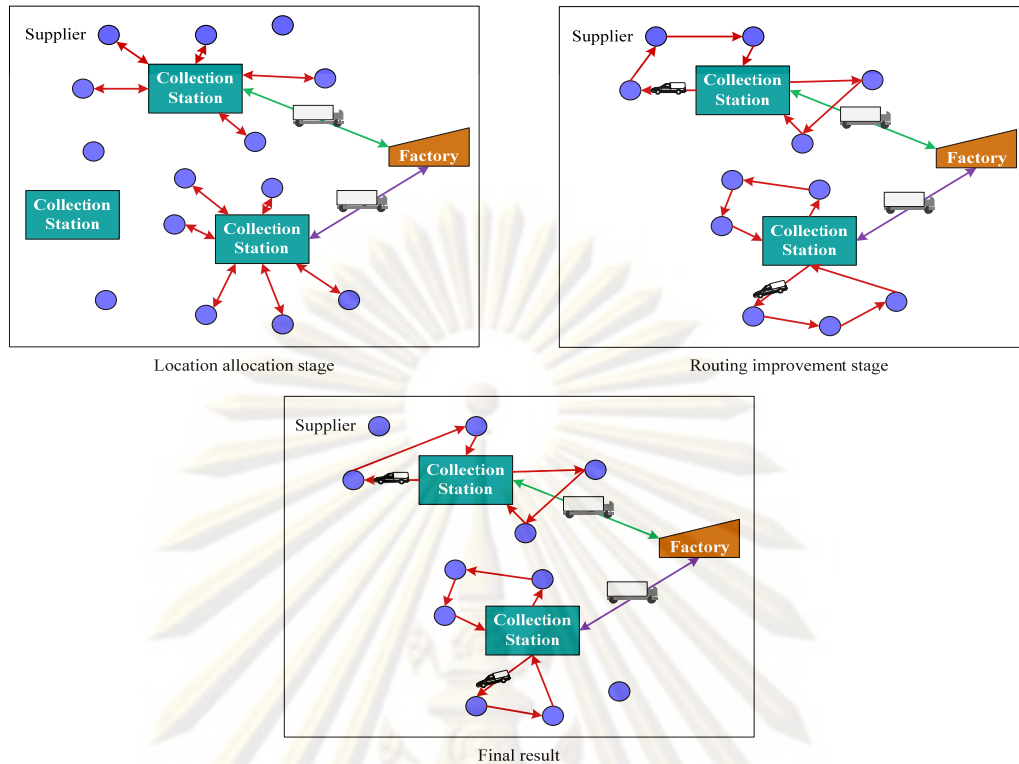 Supplier
Collection
Station
Factory
Collection
Station
Collection
Station
Location allocation stage
Supplier
Collection
Station
Factory
Collection
Station
Routing improvement stage
Supplier
Collection
Station
Factory
Collection
Station
Final result